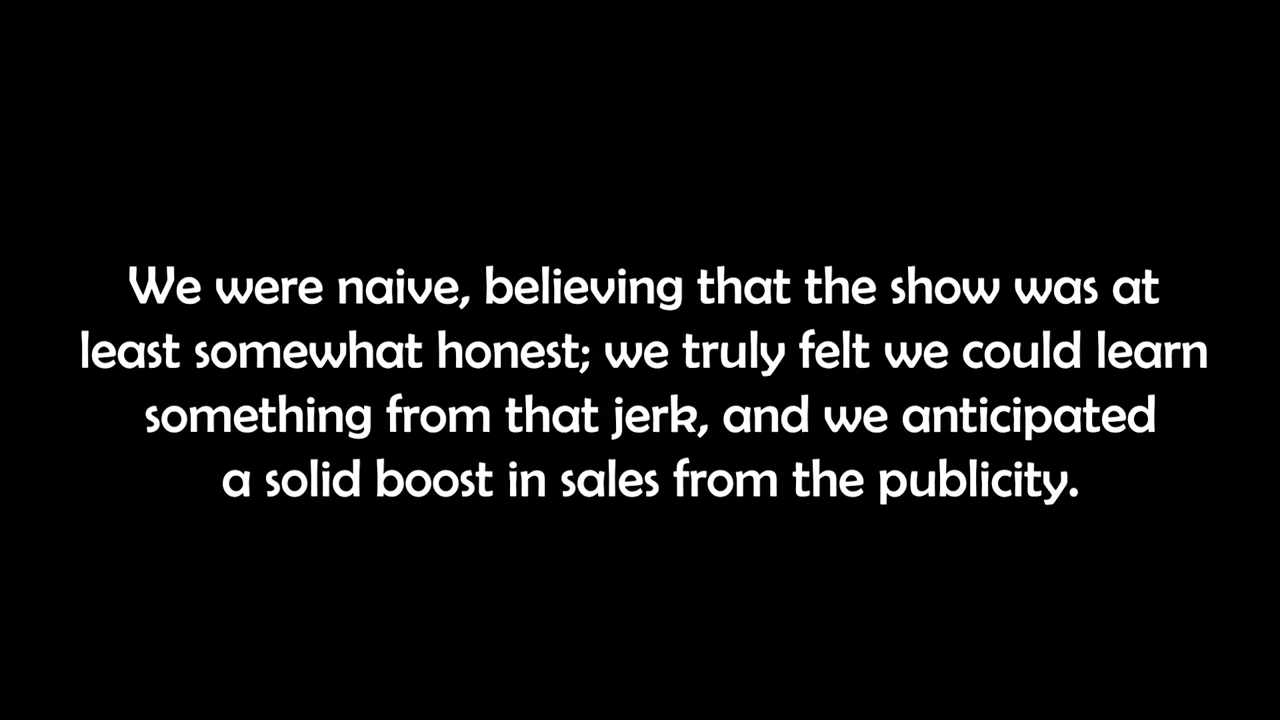 We were naive, believing that the show was at
least somewhat honest; we truly felt we could learn
something from that jerk, and we anticipated
a solid boost in sales from the publicity.